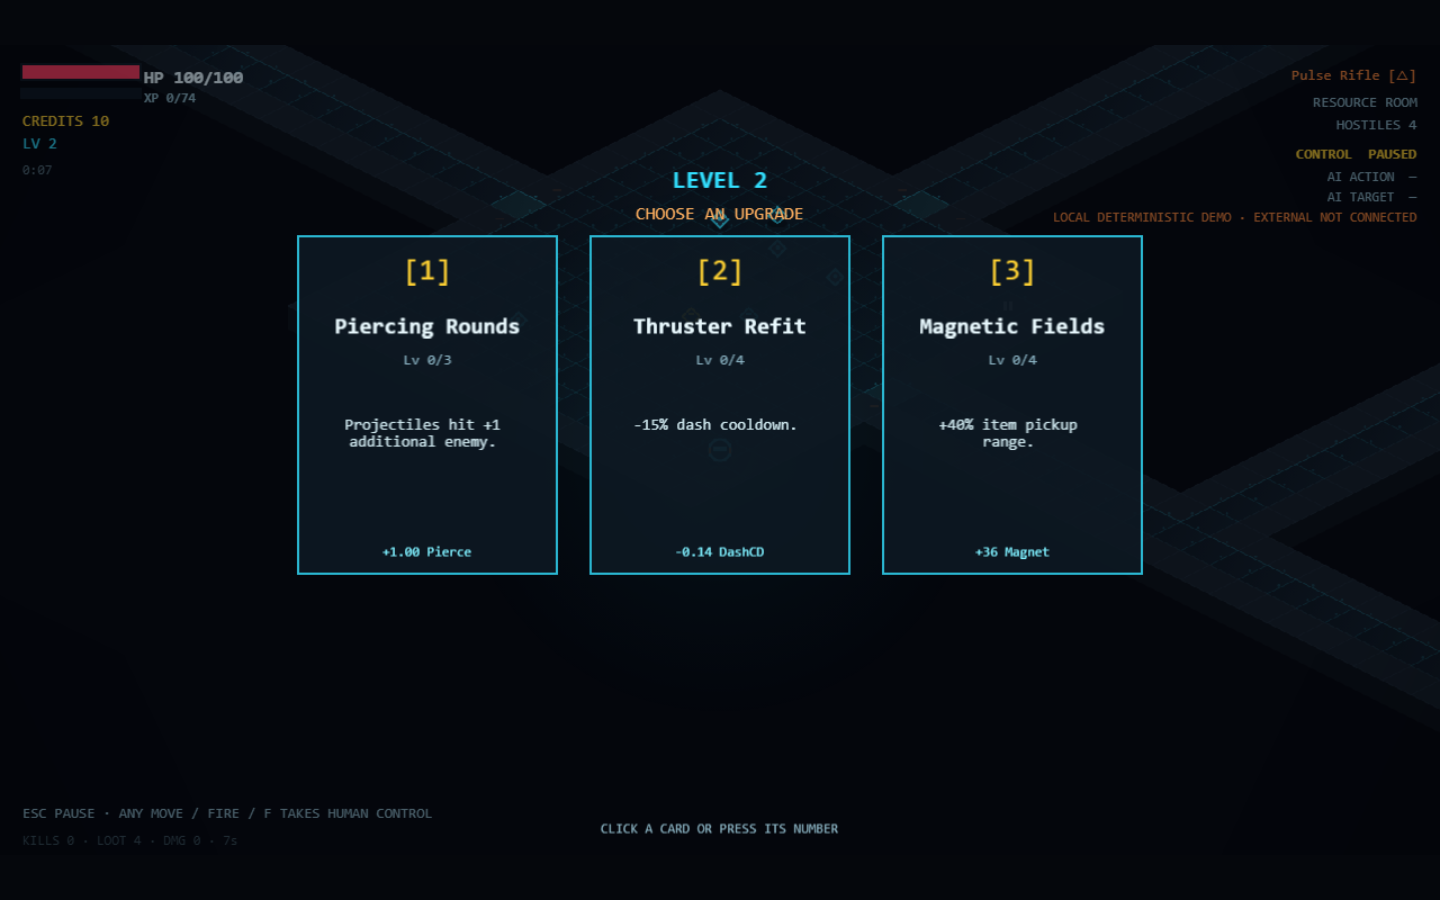 HP 100/100
XP 0/74
CREDITS 10
LV 2
0:07
Pulse Rifle [△]
RESOURCE ROOM
HOSTILES 4
CONTROL PAUSED
AI ACTION —
AI TARGET —
LOCAL DETERMINISTIC DEMO · EXTERNAL NOT CONNECTED
LEVEL 2
CHOOSE AN UPGRADE
[1]
Piercing Rounds
Lv 0/3
Projectiles hit +1
additional enemy.
+1.00 Pierce
[2]
Thruster Refit
Lv 0/4
-15% dash cooldown.
-0.14 DashCD
[3]
Magnetic Fields
Lv 0/4
+40% item pickup
range.
+36 Magnet
ESC PAUSE · ANY MOVE / FIRE / F TAKES HUMAN CONTROL
KILLS 0 · LOOT 4 · DMG 0 · 7s
CLICK A CARD OR PRESS ITS NUMBER